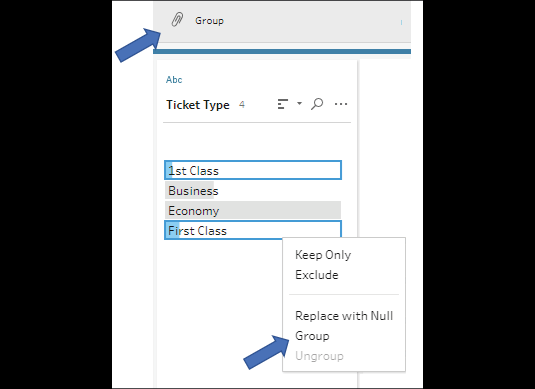 Group
Abc
Ticket Type 4
1st Class
Business
Economy
First Class
Keep Only
Exclude
Replace with Null
Group
Ungroup